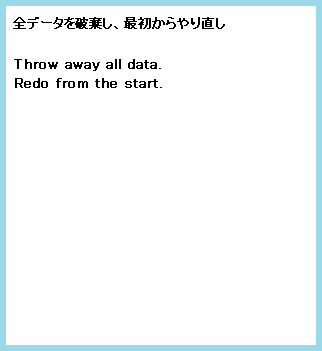 全データを破棄し、最初からやり直し
Throw away all data.
Redo from the start.